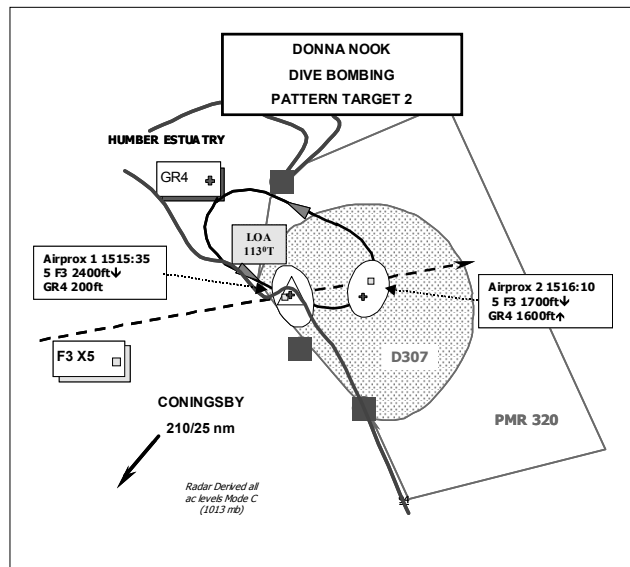 DONNA NOOK
DIVE BOMBING
PATTERN TARGET 2
HUMBER ESTUATRY
GR4
LOA
113⁰T
Airprox 1 1515:35
5 F3 2400ft↓
GR4 200ft
Airprox 2 1516:10
5 F3 1700ft↓
GR4 1600ft↑
F3 X5
D307
CONINGSBY
210/25 nm
PMR 320
Radar Derived all
ac levels Mode C
(1013 mb)